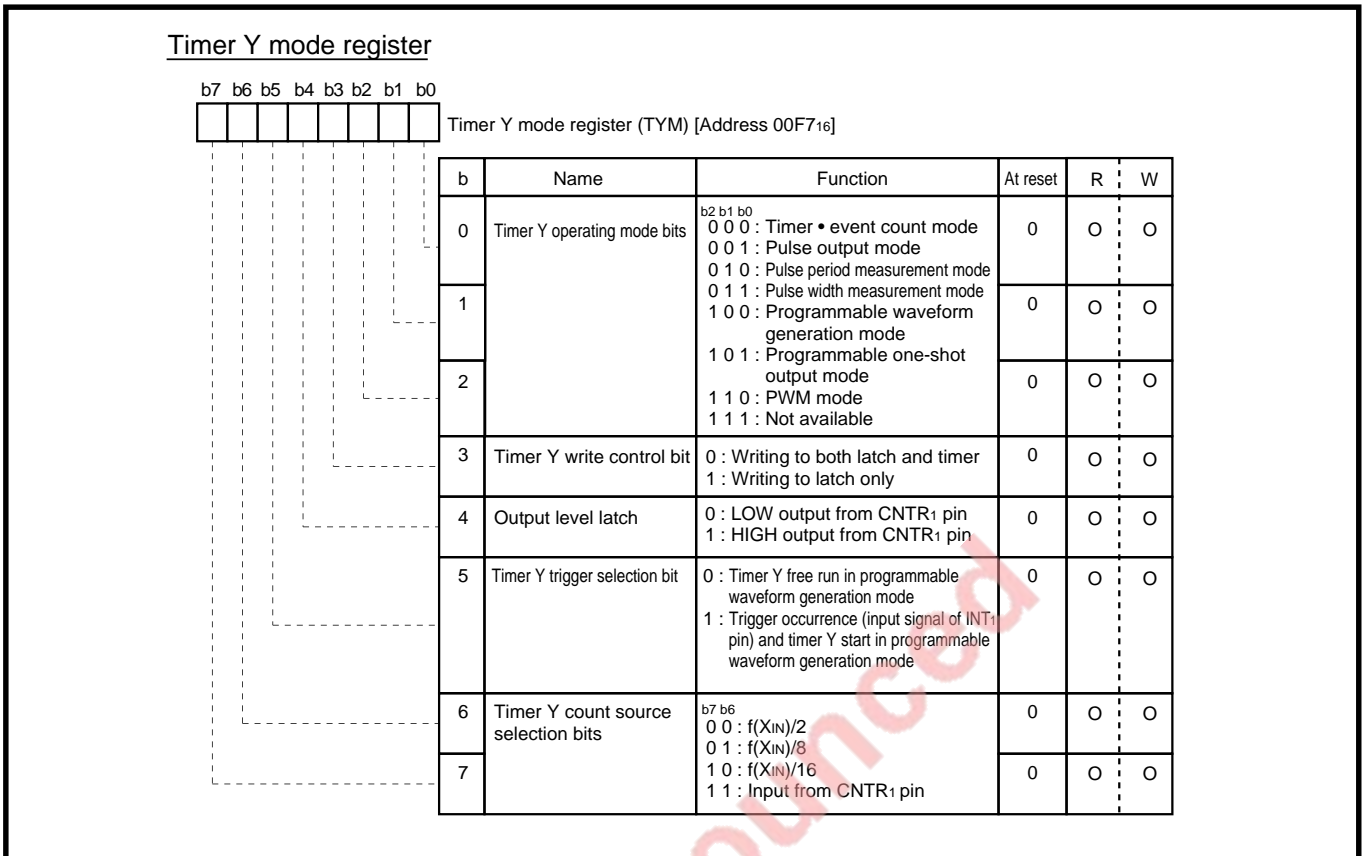 Timer Y mode register
b7 b6 b5 b4 b3 b2 b1 b0
Timer Y mode register (TYM) [Address 00F716]
b Name Function At reset R W
0 Timer Y operating mode bits
b2 b1 b0
0 0 0 : Timer • event count mode
0 0 1 : Pulse output mode
0 1 0 : Pulse period measurement mode
0 1 1 : Pulse width measurement mode
1 0 0 : Programmable waveform
generation mode
1 0 1 : Programmable one-shot
output mode
1 1 0 : PWM mode
1 1 1 : Not available
0 O O
1 0 O O
2 0 O O
3 Timer Y write control bit 0 : Writing to both latch and timer 0 O O
1 : Writing to latch only
4 Output level latch 0 : LOW output from CNTR1 pin 0 O O
1 : HIGH output from CNTR1 pin
5 Timer Y trigger selection bit 0 : Timer Y free run in programmable 0 O O
waveform generation mode
1 : Trigger occurrence (input signal of INT1
pin) and timer Y start in programmable
waveform generation mode
6 Timer Y count source
selection bits
b7 b6
0 0 : f(XIN)/2
0 1 : f(XIN)/8
1 0 : f(XIN)/16
1 1 : Input from CNTR1 pin
0 O O
7 0 O O
ounced